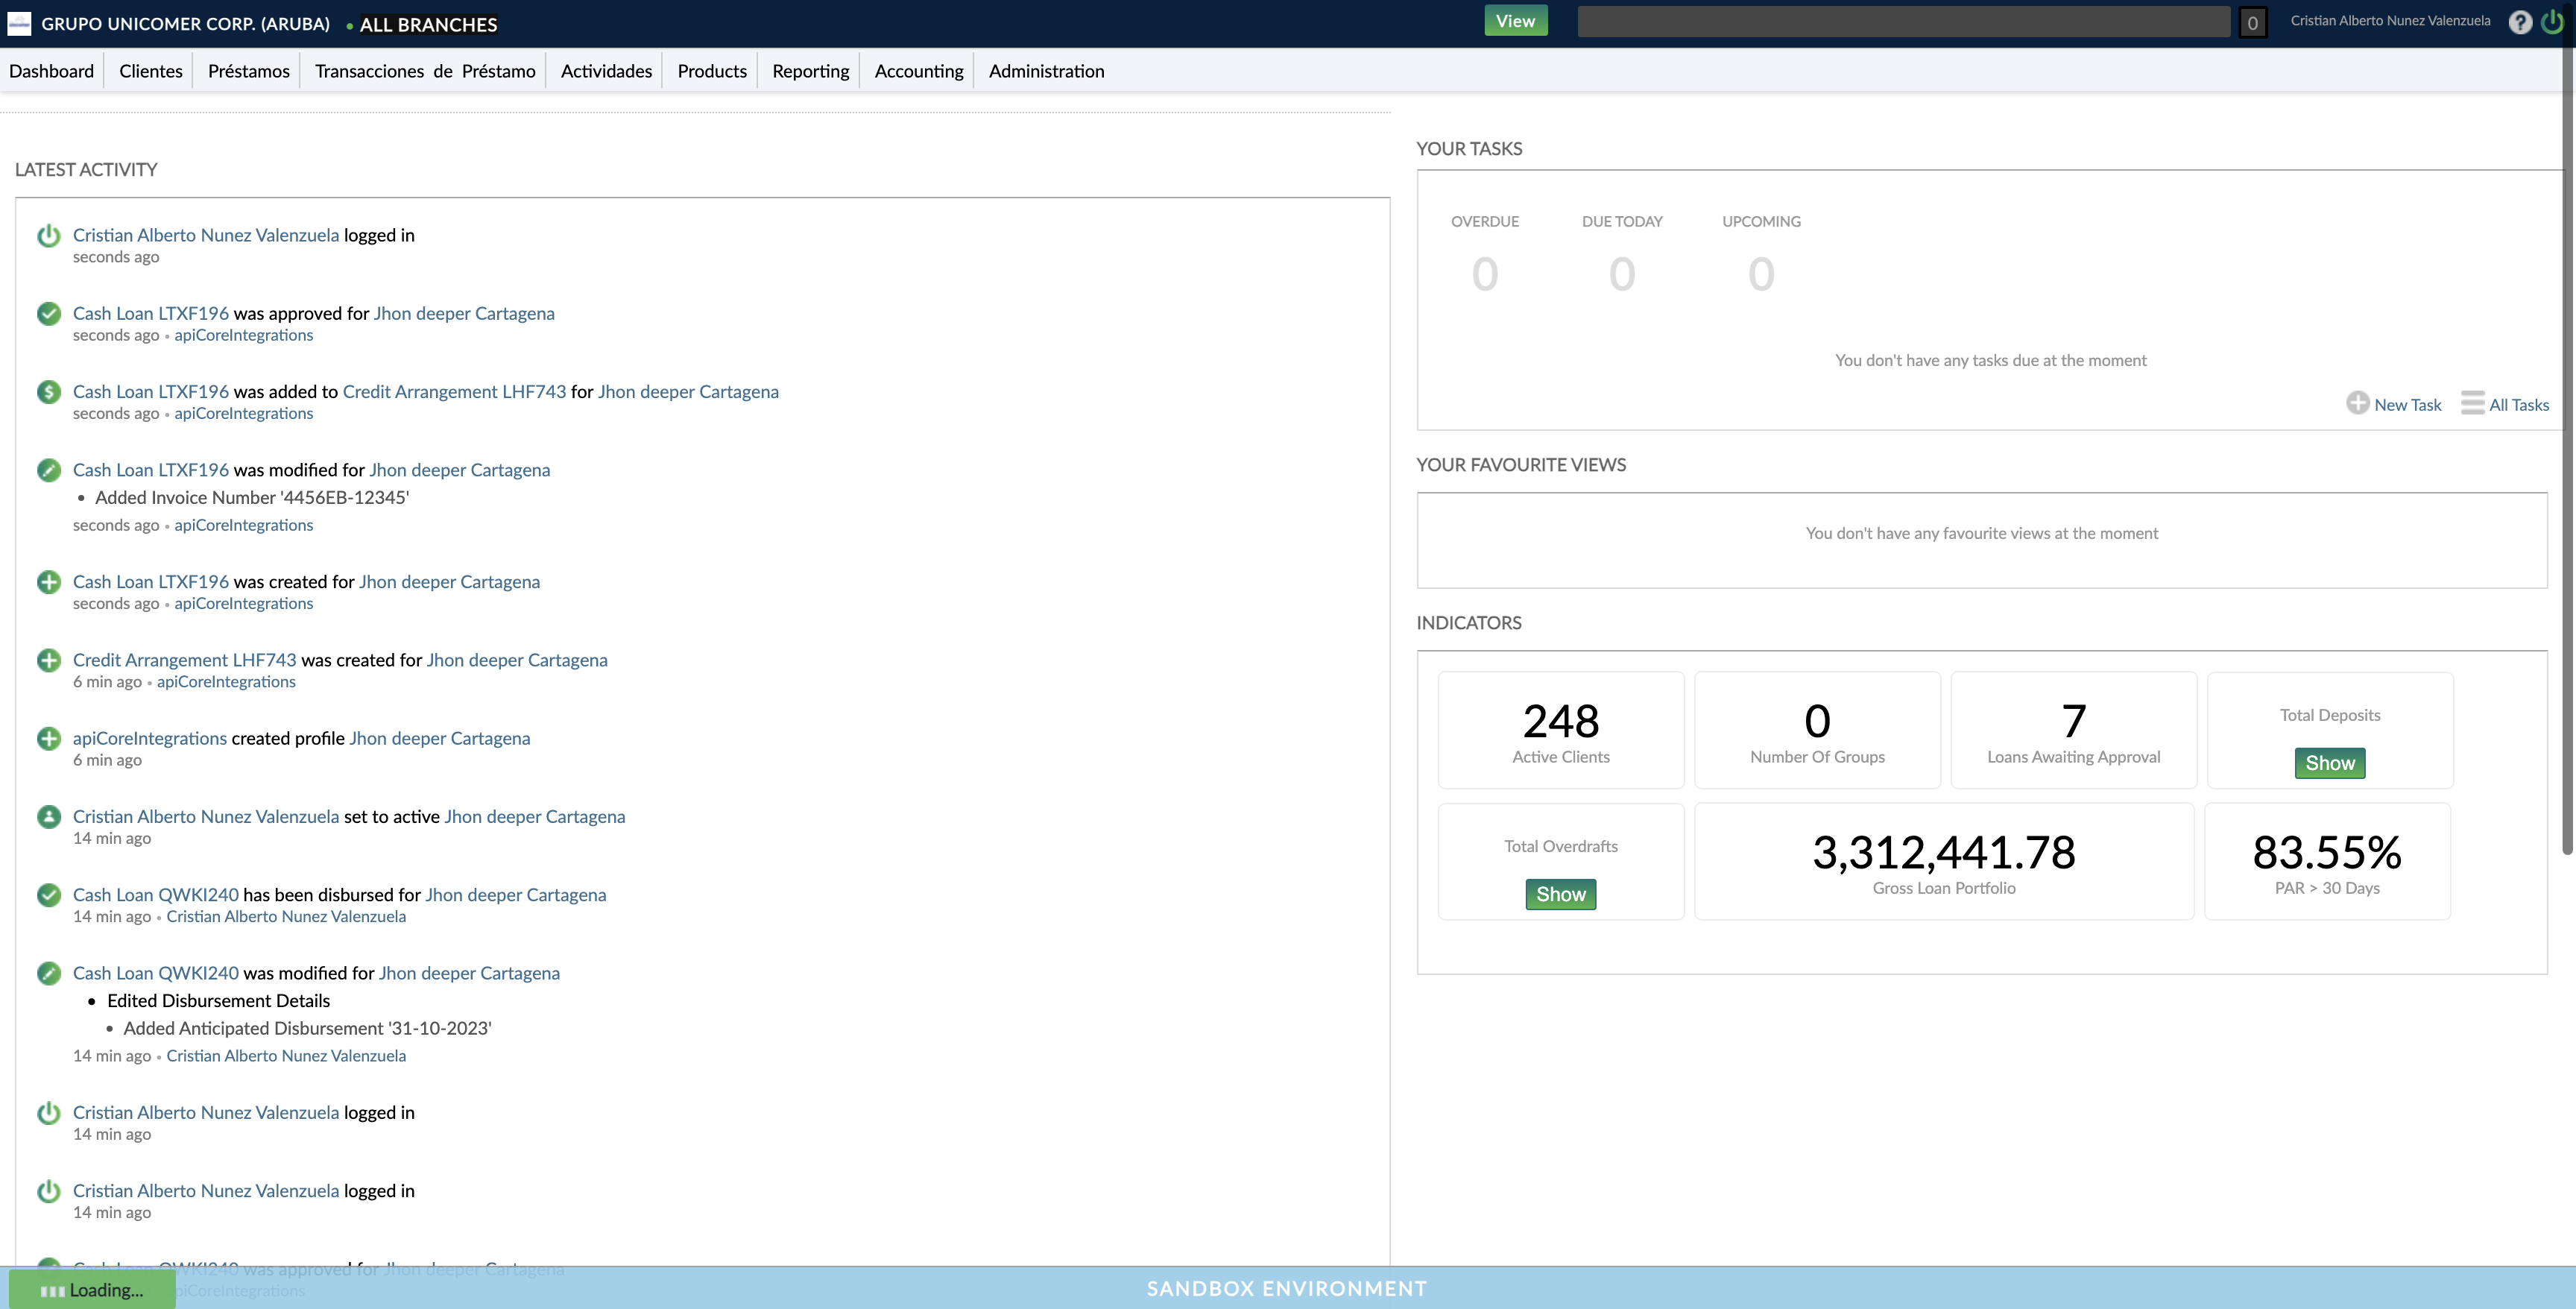 GRUPO UNICOMER CORP. (ARUBA) • ALL BRANCHES
View
0
Cristian Alberto Nunez Valenzuela
?
Dashboard
Clientes
Préstamos
Transacciones de Préstamo
Actividades
Products
Reporting
Accounting
Administration
LATEST ACTIVITY
Cristian Alberto Nunez Valenzuela logged in
seconds ago
Cash Loan LTXF196 was approved for Jhon deeper Cartagena
seconds ago • apiCoreIntegrations
Cash Loan LTXF196 was added to Credit Arrangement LHF743 for Jhon deeper Cartagena
seconds ago • apiCoreIntegrations
Cash Loan LTXF196 was modified for Jhon deeper Cartagena
• Added Invoice Number '4456EB-12345'
seconds ago • apiCoreIntegrations
Cash Loan LTXF196 was created for Jhon deeper Cartagena
seconds ago • apiCoreIntegrations
Credit Arrangement LHF743 was created for Jhon deeper Cartagena
6 min ago • apiCoreIntegrations
apiCoreIntegrations created profile Jhon deeper Cartagena
6 min ago
Cristian Alberto Nunez Valenzuela set to active Jhon deeper Cartagena
14 min ago
Cash Loan QWKI240 has been disbursed for Jhon deeper Cartagena
14 min ago • Cristian Alberto Nunez Valenzuela
Cash Loan QWKI240 was modified for Jhon deeper Cartagena
• Edited Disbursement Details
• Added Anticipated Disbursement '31-10-2023'
14 min ago • Cristian Alberto Nunez Valenzuela
Cristian Alberto Nunez Valenzuela logged in
14 min ago
Cristian Alberto Nunez Valenzuela logged in
14 min ago
Cash Loan QWKI240 was approved for Jhon deeper Cartagena
YOUR TASKS
OVERDUE
DUE TODAY
UPCOMING
0
0
0
You don't have any tasks due at the moment
New Task
All Tasks
YOUR FAVOURITE VIEWS
You don't have any favourite views at the moment
INDICATORS
248
Active Clients
0
Number Of Groups
7
Loans Awaiting Approval
Total Deposits
Show
Total Overdrafts
Show
3,312,441.78
Gross Loan Portfolio
83.55%
PAR > 30 Days
Loading...
SANDBOX ENVIRONMENT